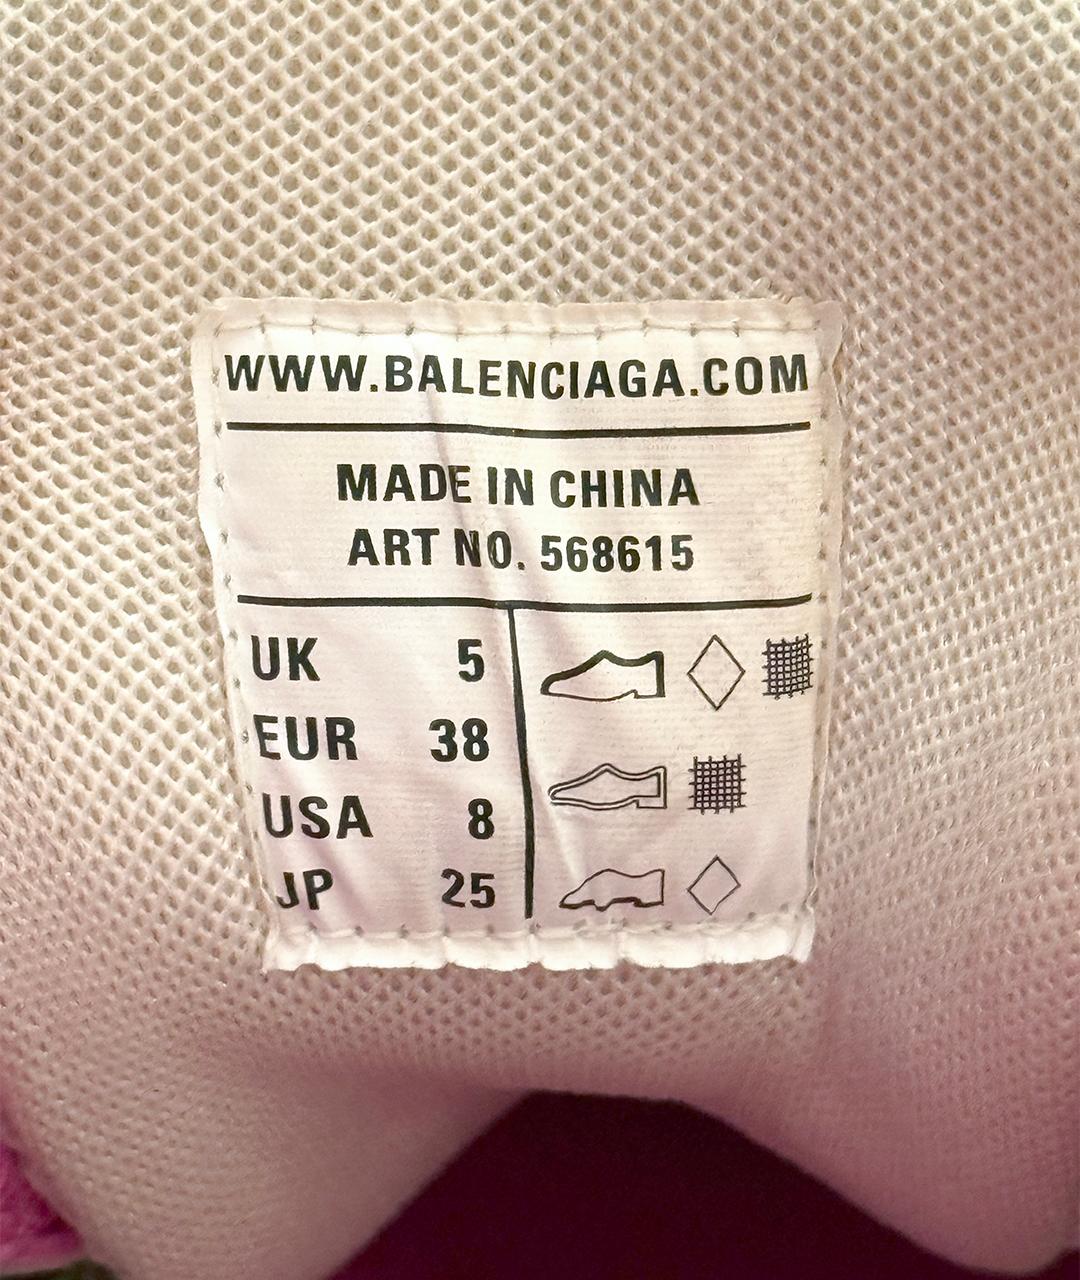 WWW.BALENCIAGA.COM
MADE IN CHINA
ART NO. 568615
UK 5
EUR 38
USA 8
JP 25